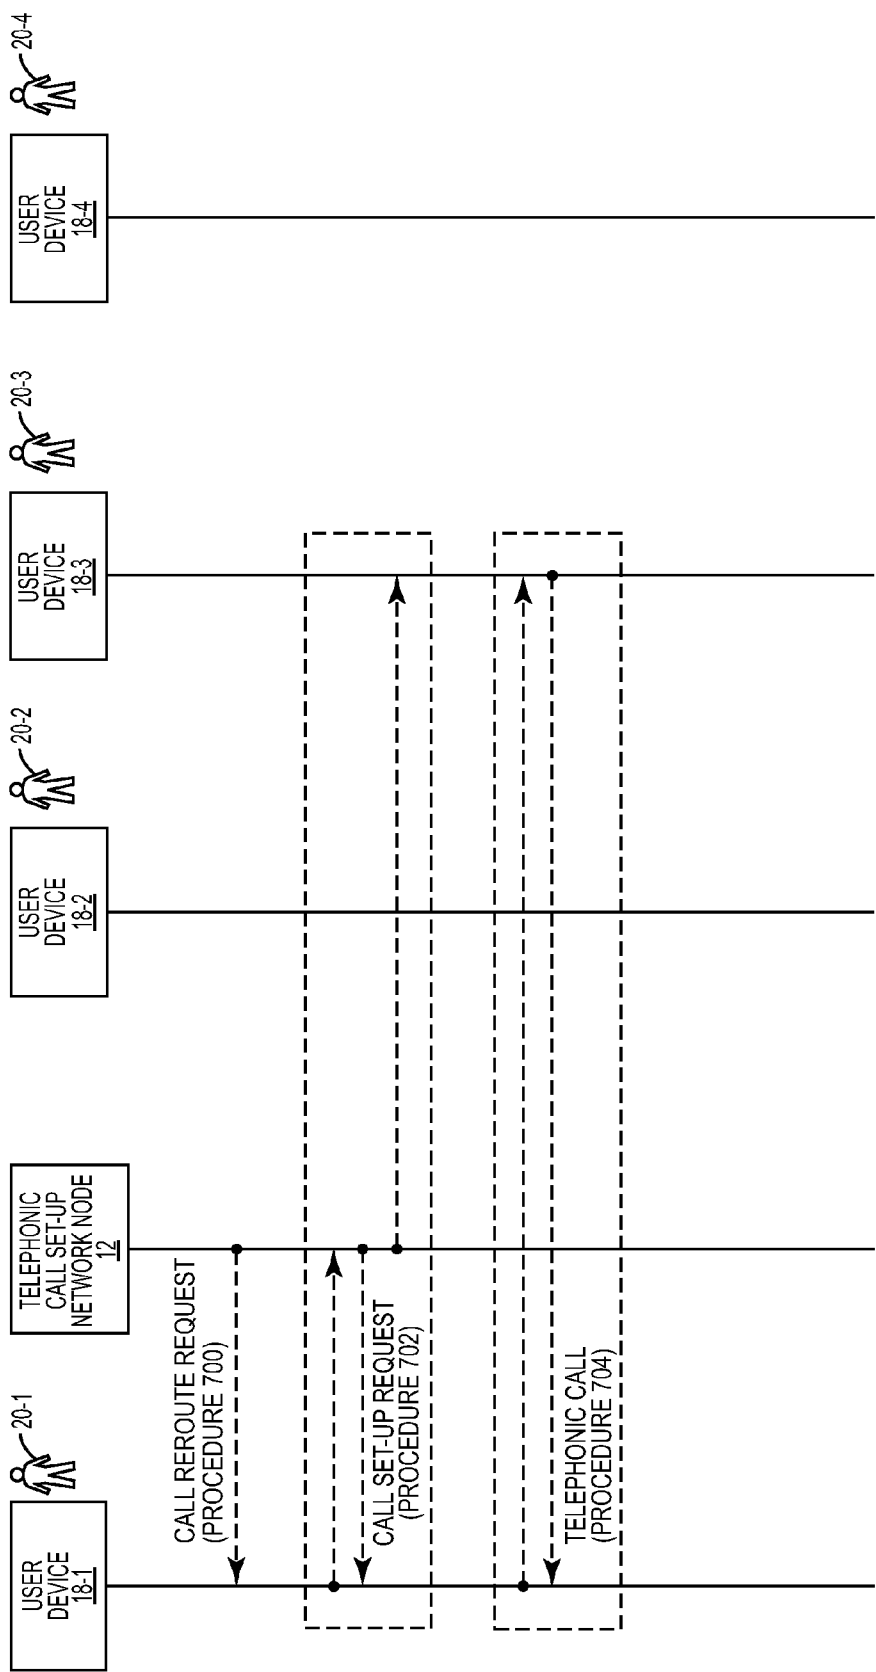 USER
DEVICE
18-1
20-1
TELEPHONIC
CALL SET-UP
NETWORK NODE
12
USER
DEVICE
18-2
20-2
USER
DEVICE
18-3
20-3
USER
DEVICE
18-4
20-4
CALL REROUTE REQUEST
(PROCEDURE 700)
CALL SET-UP REQUEST
(PROCEDURE 702)
TELEPHONIC CALL
(PROCEDURE 704)